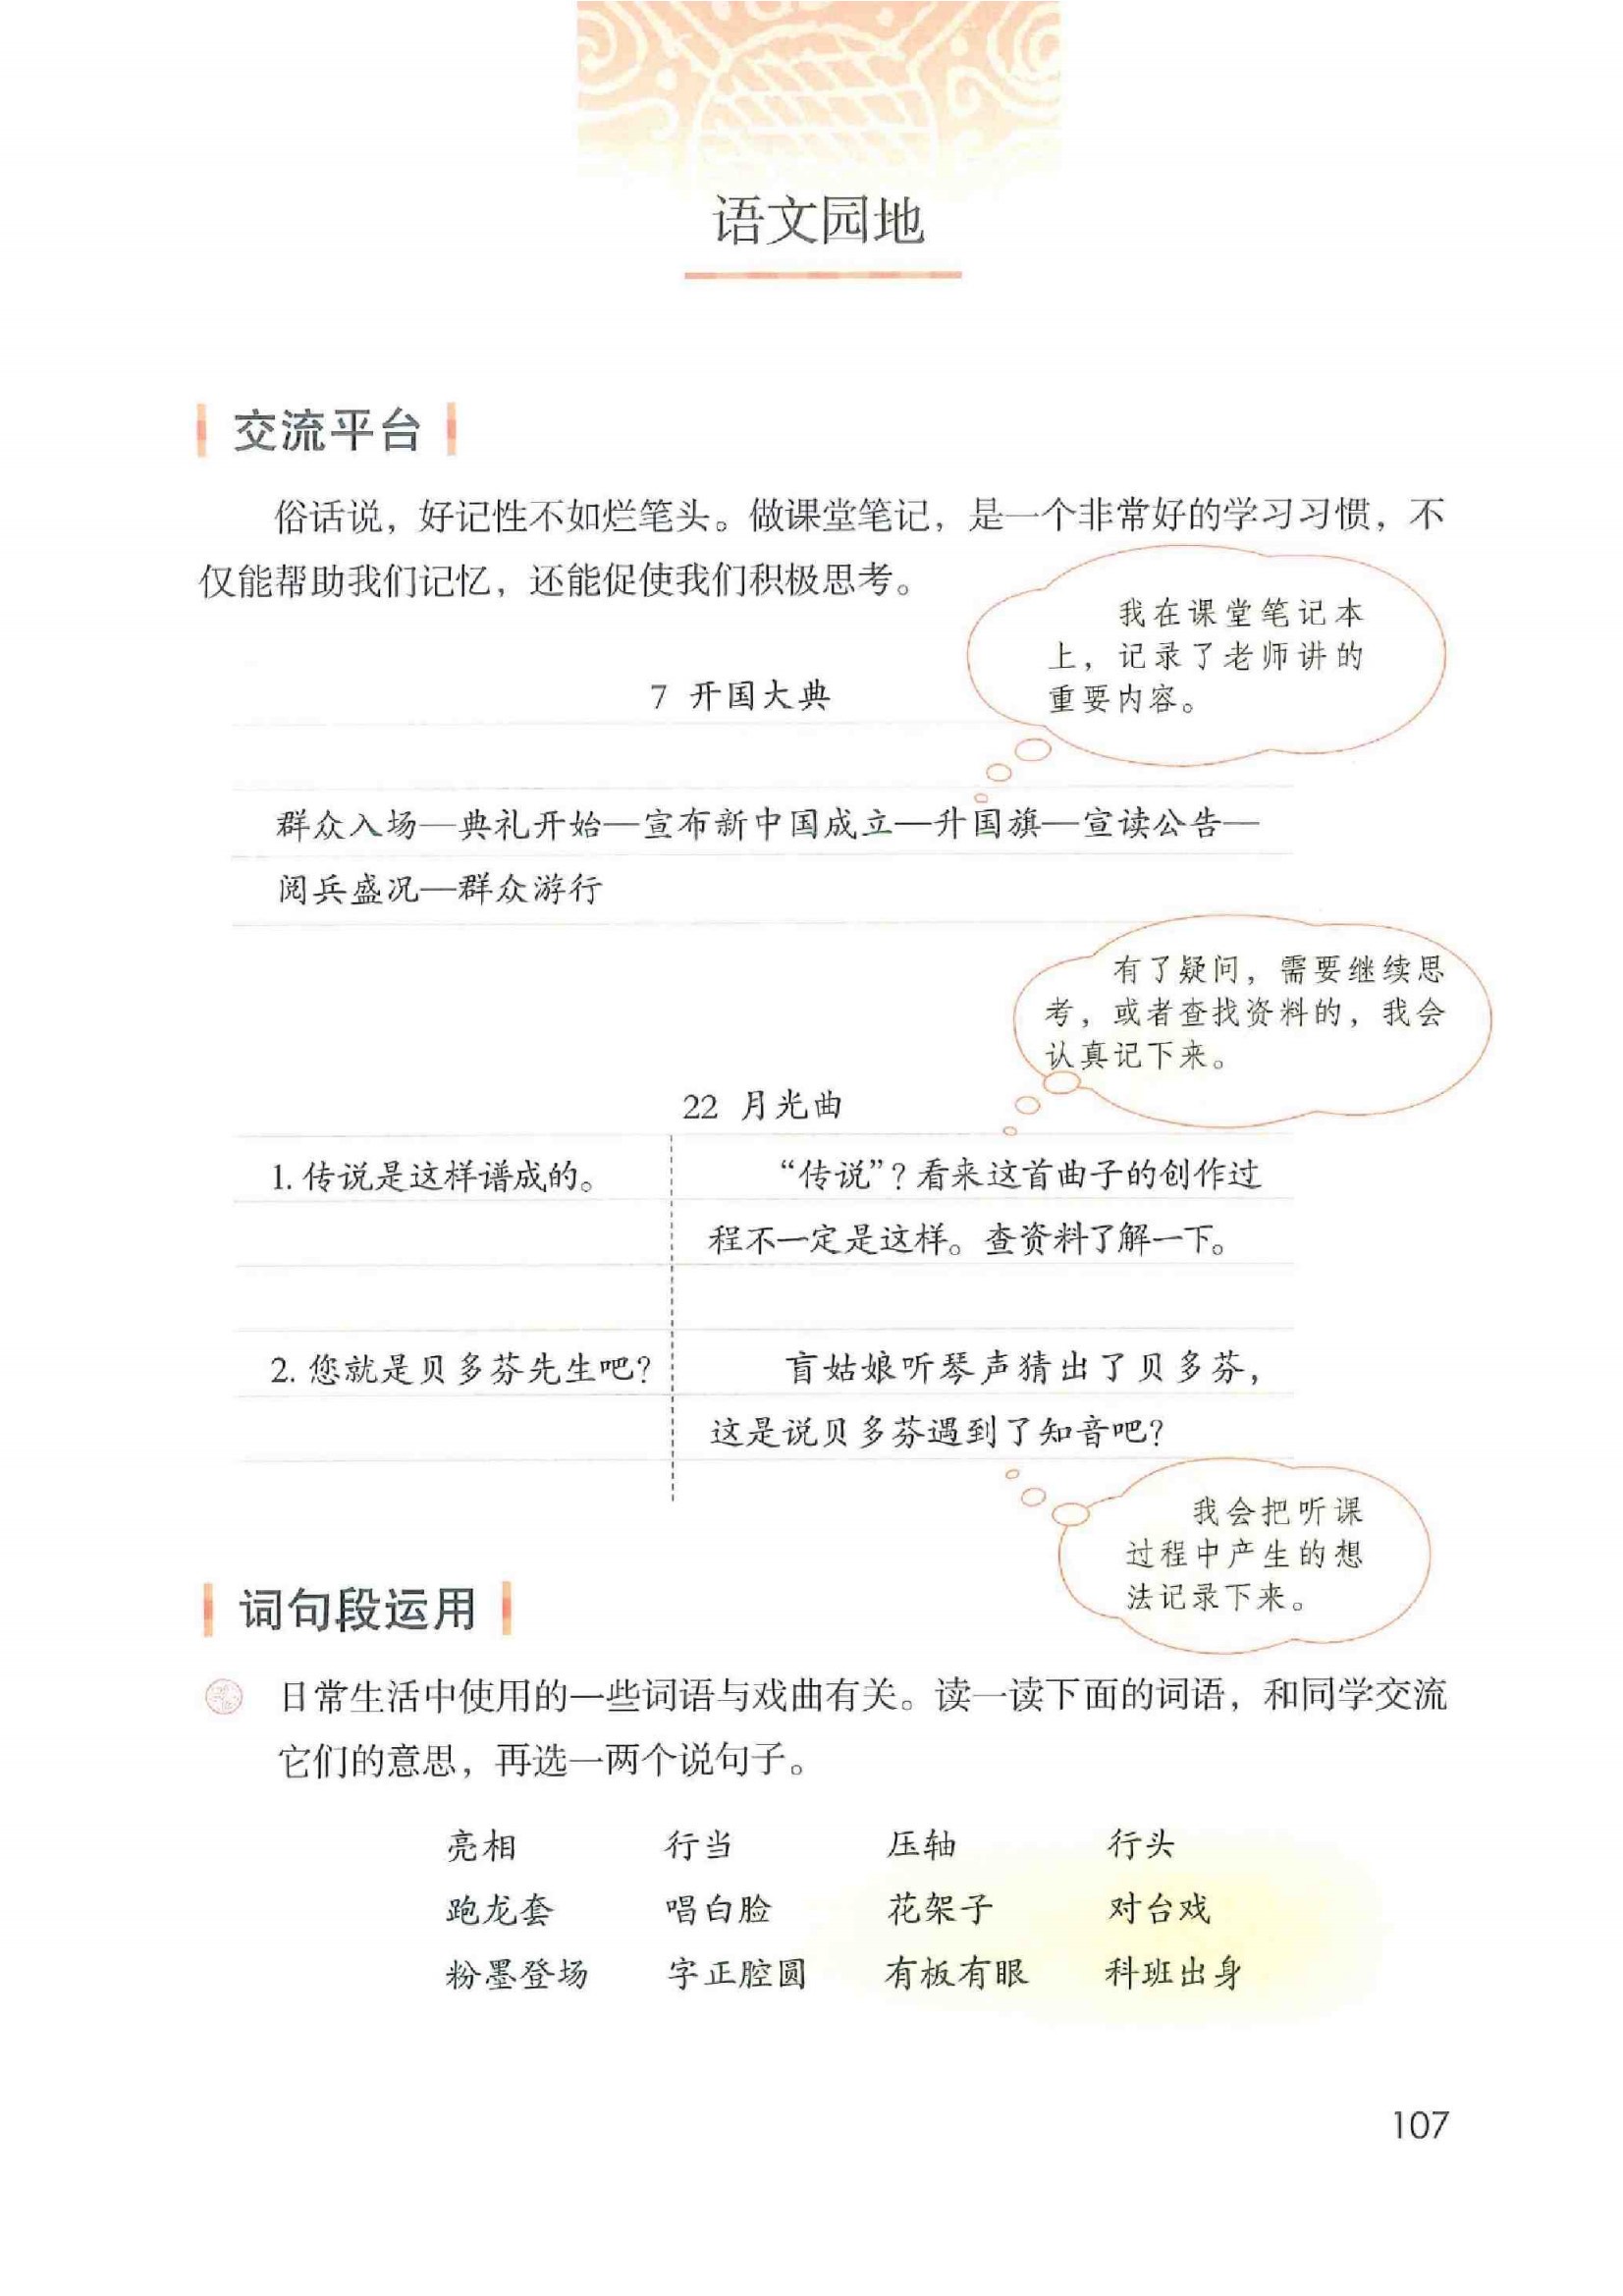 语文园地
交流平台
俗话说，好记性不如烂笔头。做课堂笔记，是一个非常好的学习习惯，不
仅能帮助我们记忆，还能促使我们积极思考。
我在课堂笔记本
上，记录了老师讲的
重要内容。
7 开国大典
群众入场—典礼开始—宣布新中国成立—升国旗—宣读公告—
阅兵盛况—群众游行
有了疑问，需要继续思
考，或者查找资料的，我会
认真记下来。
22 月光曲
1. 传说是这样谱成的。
“传说”？看来这首曲子的创作过
程不一定是这样。查资料了解一下。
2. 您就是贝多芬先生吧？
盲姑娘听琴声猜出了贝多芬，
这是说贝多芬遇到了知音吧？
我会把听课
过程中产生的想
法记录下来。
词句段运用
日常生活中使用的一些词语与戏曲有关。读一读下面的词语，和同学交流
它们的意思，再选一两个说句子。
亮相 行当 压轴 行头
跑龙套 唱白脸 花架子 对台戏
粉墨登场 字正腔圆 有板有眼 科班出身
107